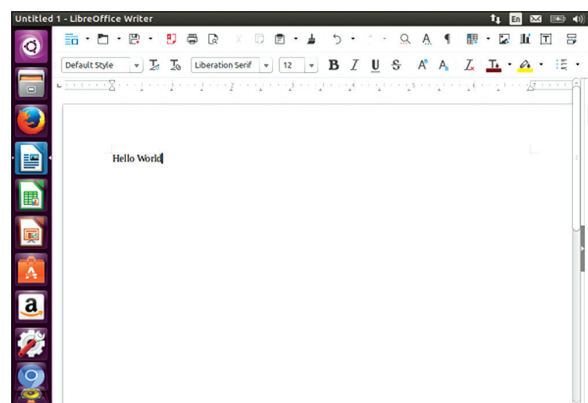 Untitled 1 - LibreOffice Writer
En
Default Style
Liberation Serif
12
Hello World